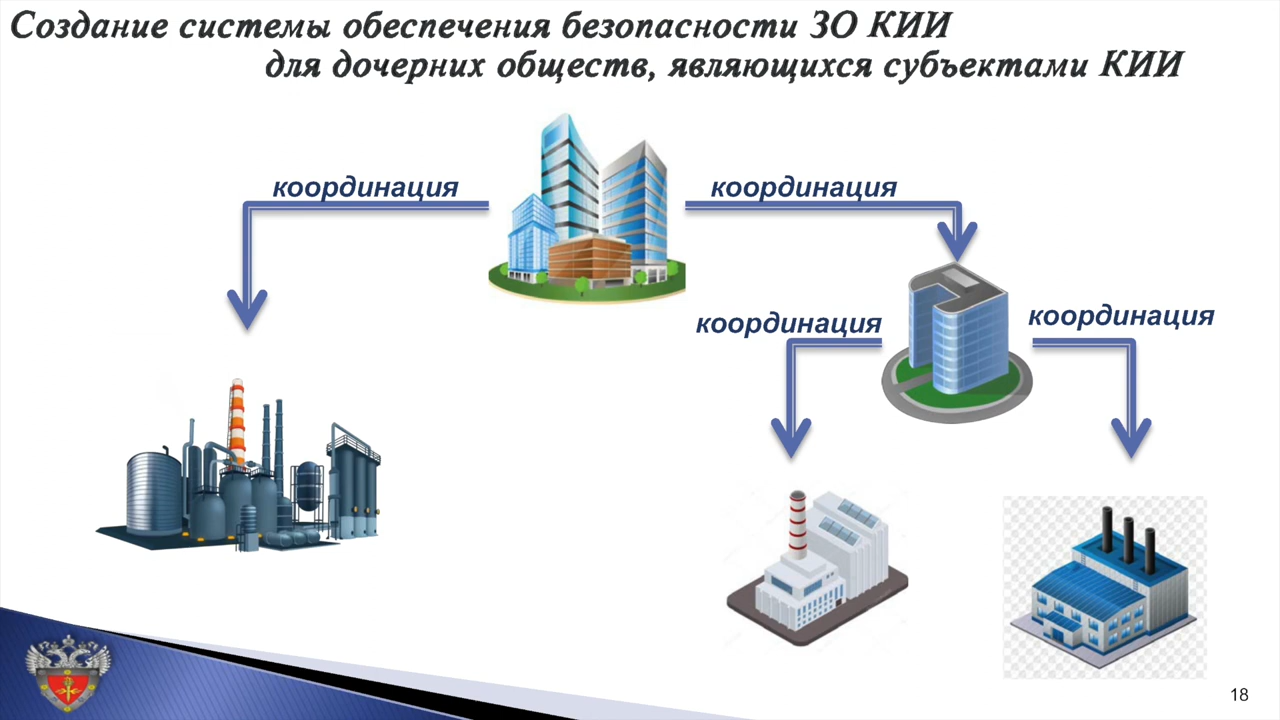 Создание системы обеспечения безопасности ЗО КИИ
для дочерних обществ, являющихся субъектами КИИ
координация
координация
координация
координация
18